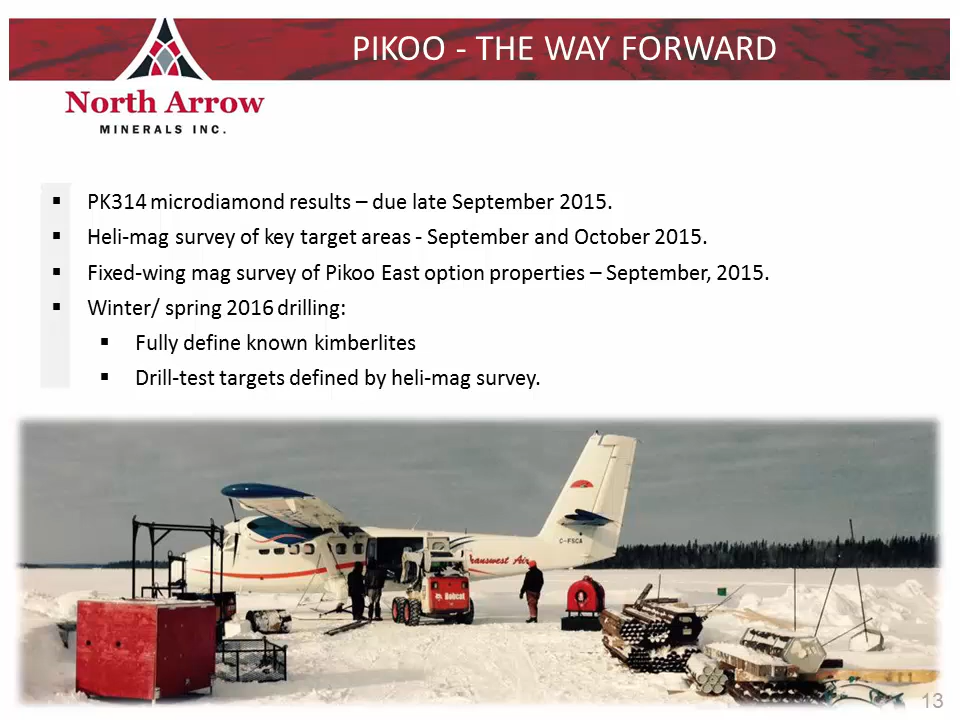 PIKOO - THE WAY FORWARD
North Arrow
MINERALS INC.
▪ PK314 microdiamond results – due late September 2015.
▪ Heli-mag survey of key target areas - September and October 2015.
▪ Fixed-wing mag survey of Pikoo East option properties – September, 2015.
▪ Winter/ spring 2016 drilling:
▪ Fully define known kimberlites
▪ Drill-test targets defined by heli-mag survey.
C-FSCA
Transwest Air
Bobcat
13